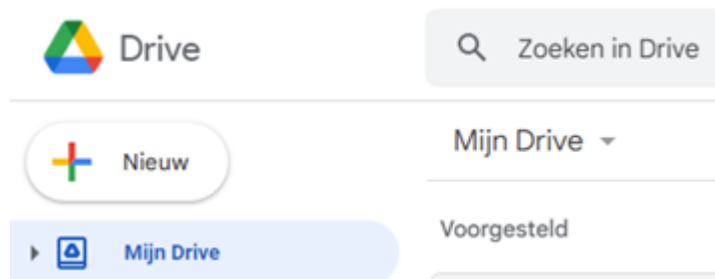 Drive
Zoeken in Drive
Nieuw
Mijn Drive
Mijn Drive
Voorgesteld